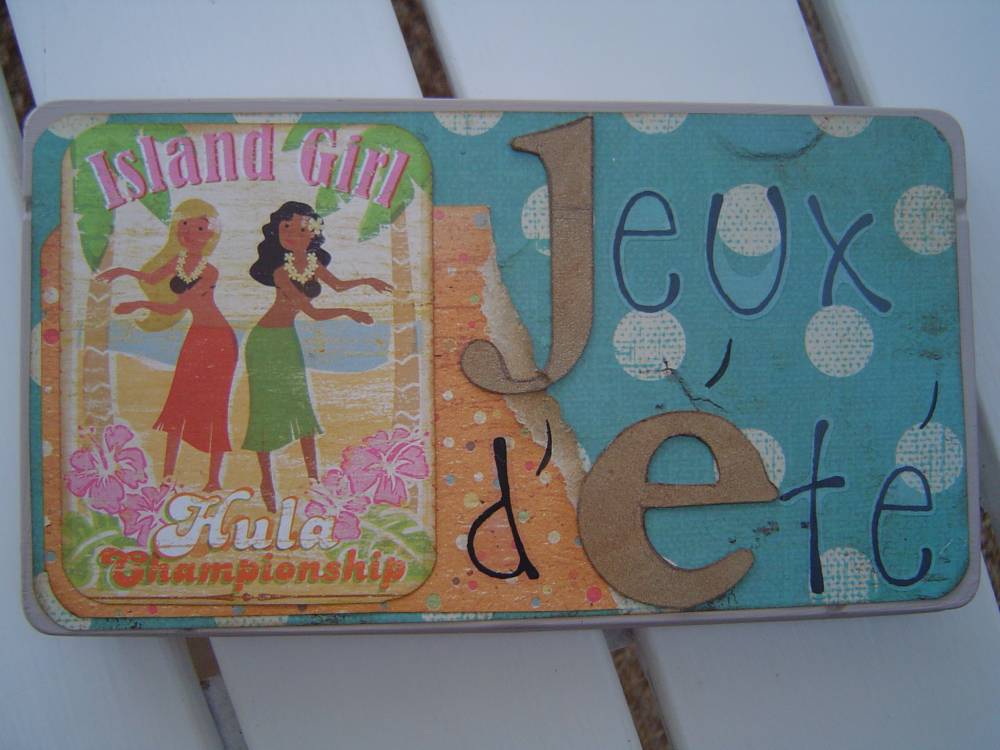 Island Girl
Hula
Championship
Jeux
d'été